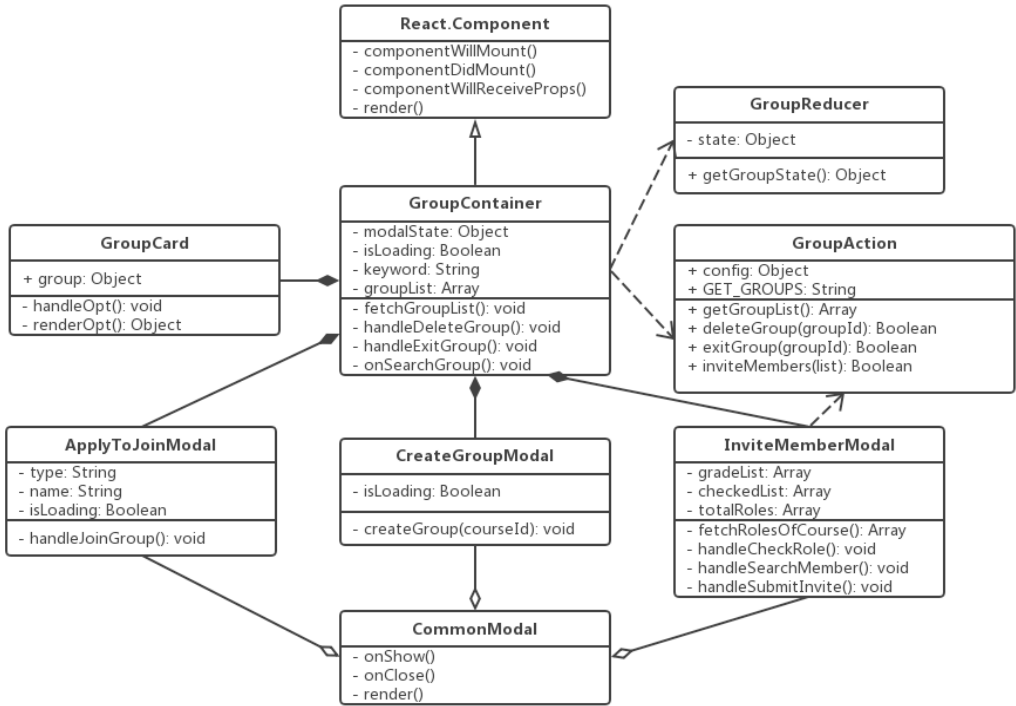 React.Component
- componentWillMount()
- componentDidMount()
- componentWillReceiveProps()
- render()
GroupReducer
- state: Object
+ getGroupState(): Object
GroupContainer
- modalState: Object
- isLoading: Boolean
- keyword: String
- groupList: Array
- fetchGroupList(): void
- handleDeleteGroup(): void
- handleExitGroup(): void
- onSearchGroup(): void
GroupCard
+ group: Object
- handleOpt(): void
- renderOpt(): Object
GroupAction
+ config: Object
+ GET_GROUPS: String
+ getGroupList(): Array
+ deleteGroup(groupId): Boolean
+ exitGroup(groupId): Boolean
+ inviteMembers(list): Boolean
ApplyToJoinModal
- type: String
- name: String
- isLoading: Boolean
- handleJoinGroup(): void
CreateGroupModal
- isLoading: Boolean
- createGroup(courseId): void
InviteMemberModal
- gradeList: Array
- checkedList: Array
- totalRoles: Array
- fetchRolesOfCourse(): Array
- handleCheckRole(): void
- handleSearchMember(): void
- handleSubmitInvite(): void
CommonModal
- onShow()
- onClose()
- render()